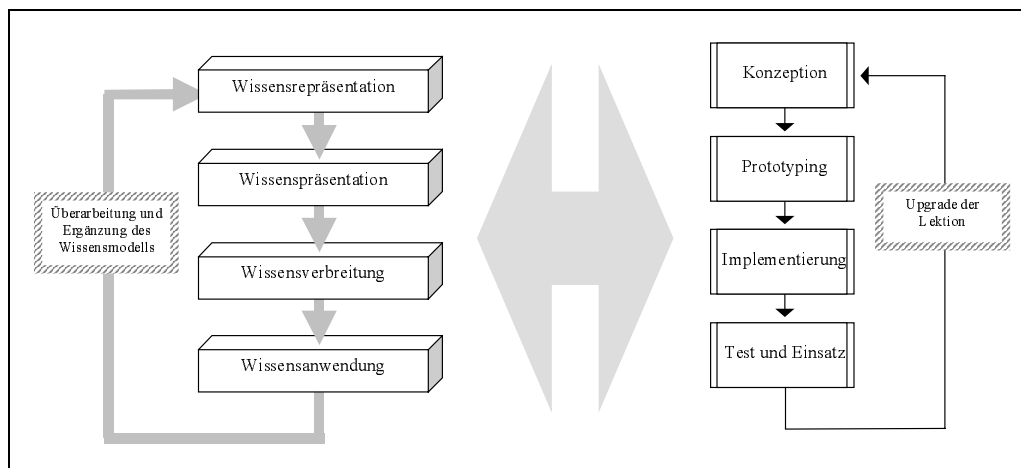 Wissensrepräsentation
Wissenspräsentation
Wissensverbreitung
Wissensanwendung
Überarbeitung und
Ergänzung des
Wissensmodells
Konzeption
Prototyping
Implementierung
Test und Einsatz
Upgrade der
Lektion